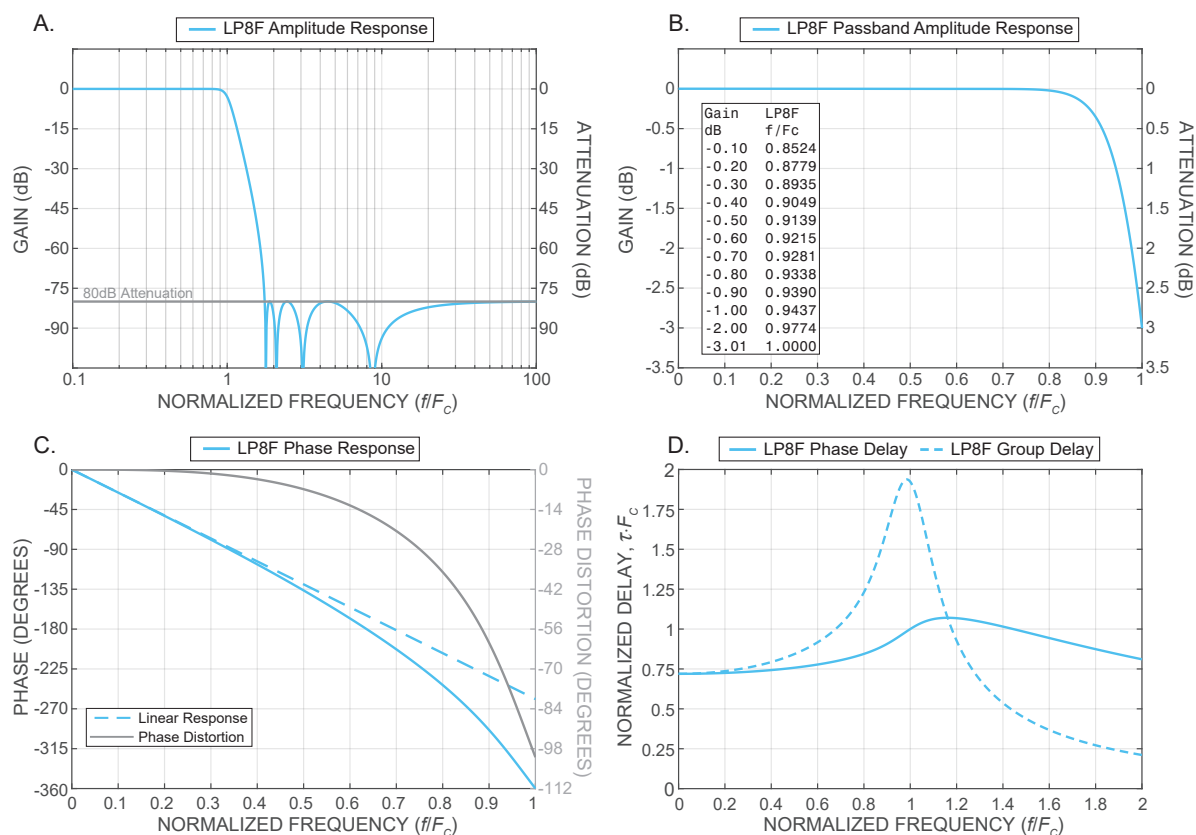 A.
LP8F Amplitude Response
0
-15
-30
-45
-60
-75
-90
GAIN (dB)
0
15
30
45
60
75
90
ATTENUATION (dB)
80dB Attenuation
0.1 1 10 100
NORMALIZED FREQUENCY (f/FC)
B.
LP8F Passband Amplitude Response
0
-0.5
-1
-1.5
-2
-2.5
-3
-3.5
GAIN (dB)
Gain LP8F
dB f/Fc
-0.10 0.8524
-0.20 0.8779
-0.30 0.8935
-0.40 0.9049
-0.50 0.9139
-0.60 0.9215
-0.70 0.9281
-0.80 0.9338
-0.90 0.9390
-1.00 0.9437
-2.00 0.9774
-3.01 1.0000
0
0.5
1
1.5
2
2.5
3
3.5
ATTENUATION (dB)
0 0.1 0.2 0.3 0.4 0.5 0.6 0.7 0.8 0.9 1
NORMALIZED FREQUENCY (f/FC)
C.
LP8F Phase Response
0
-45
-90
-135
-180
-225
-270
-315
-360
PHASE (DEGREES)
Linear Response
Phase Distortion
0
-14
-28
-42
-56
-70
-84
-98
-112
PHASE DISTORTION (DEGREES)
0 0.1 0.2 0.3 0.4 0.5 0.6 0.7 0.8 0.9 1
NORMALIZED FREQUENCY (f/FC)
D.
LP8F Phase Delay LP8F Group Delay
2
1.75
1.5
1.25
1
0.75
0.5
0.25
0
NORMALIZED DELAY, τ·FC
0 0.2 0.4 0.6 0.8 1 1.2 1.4 1.6 1.8 2
NORMALIZED FREQUENCY (f/FC)